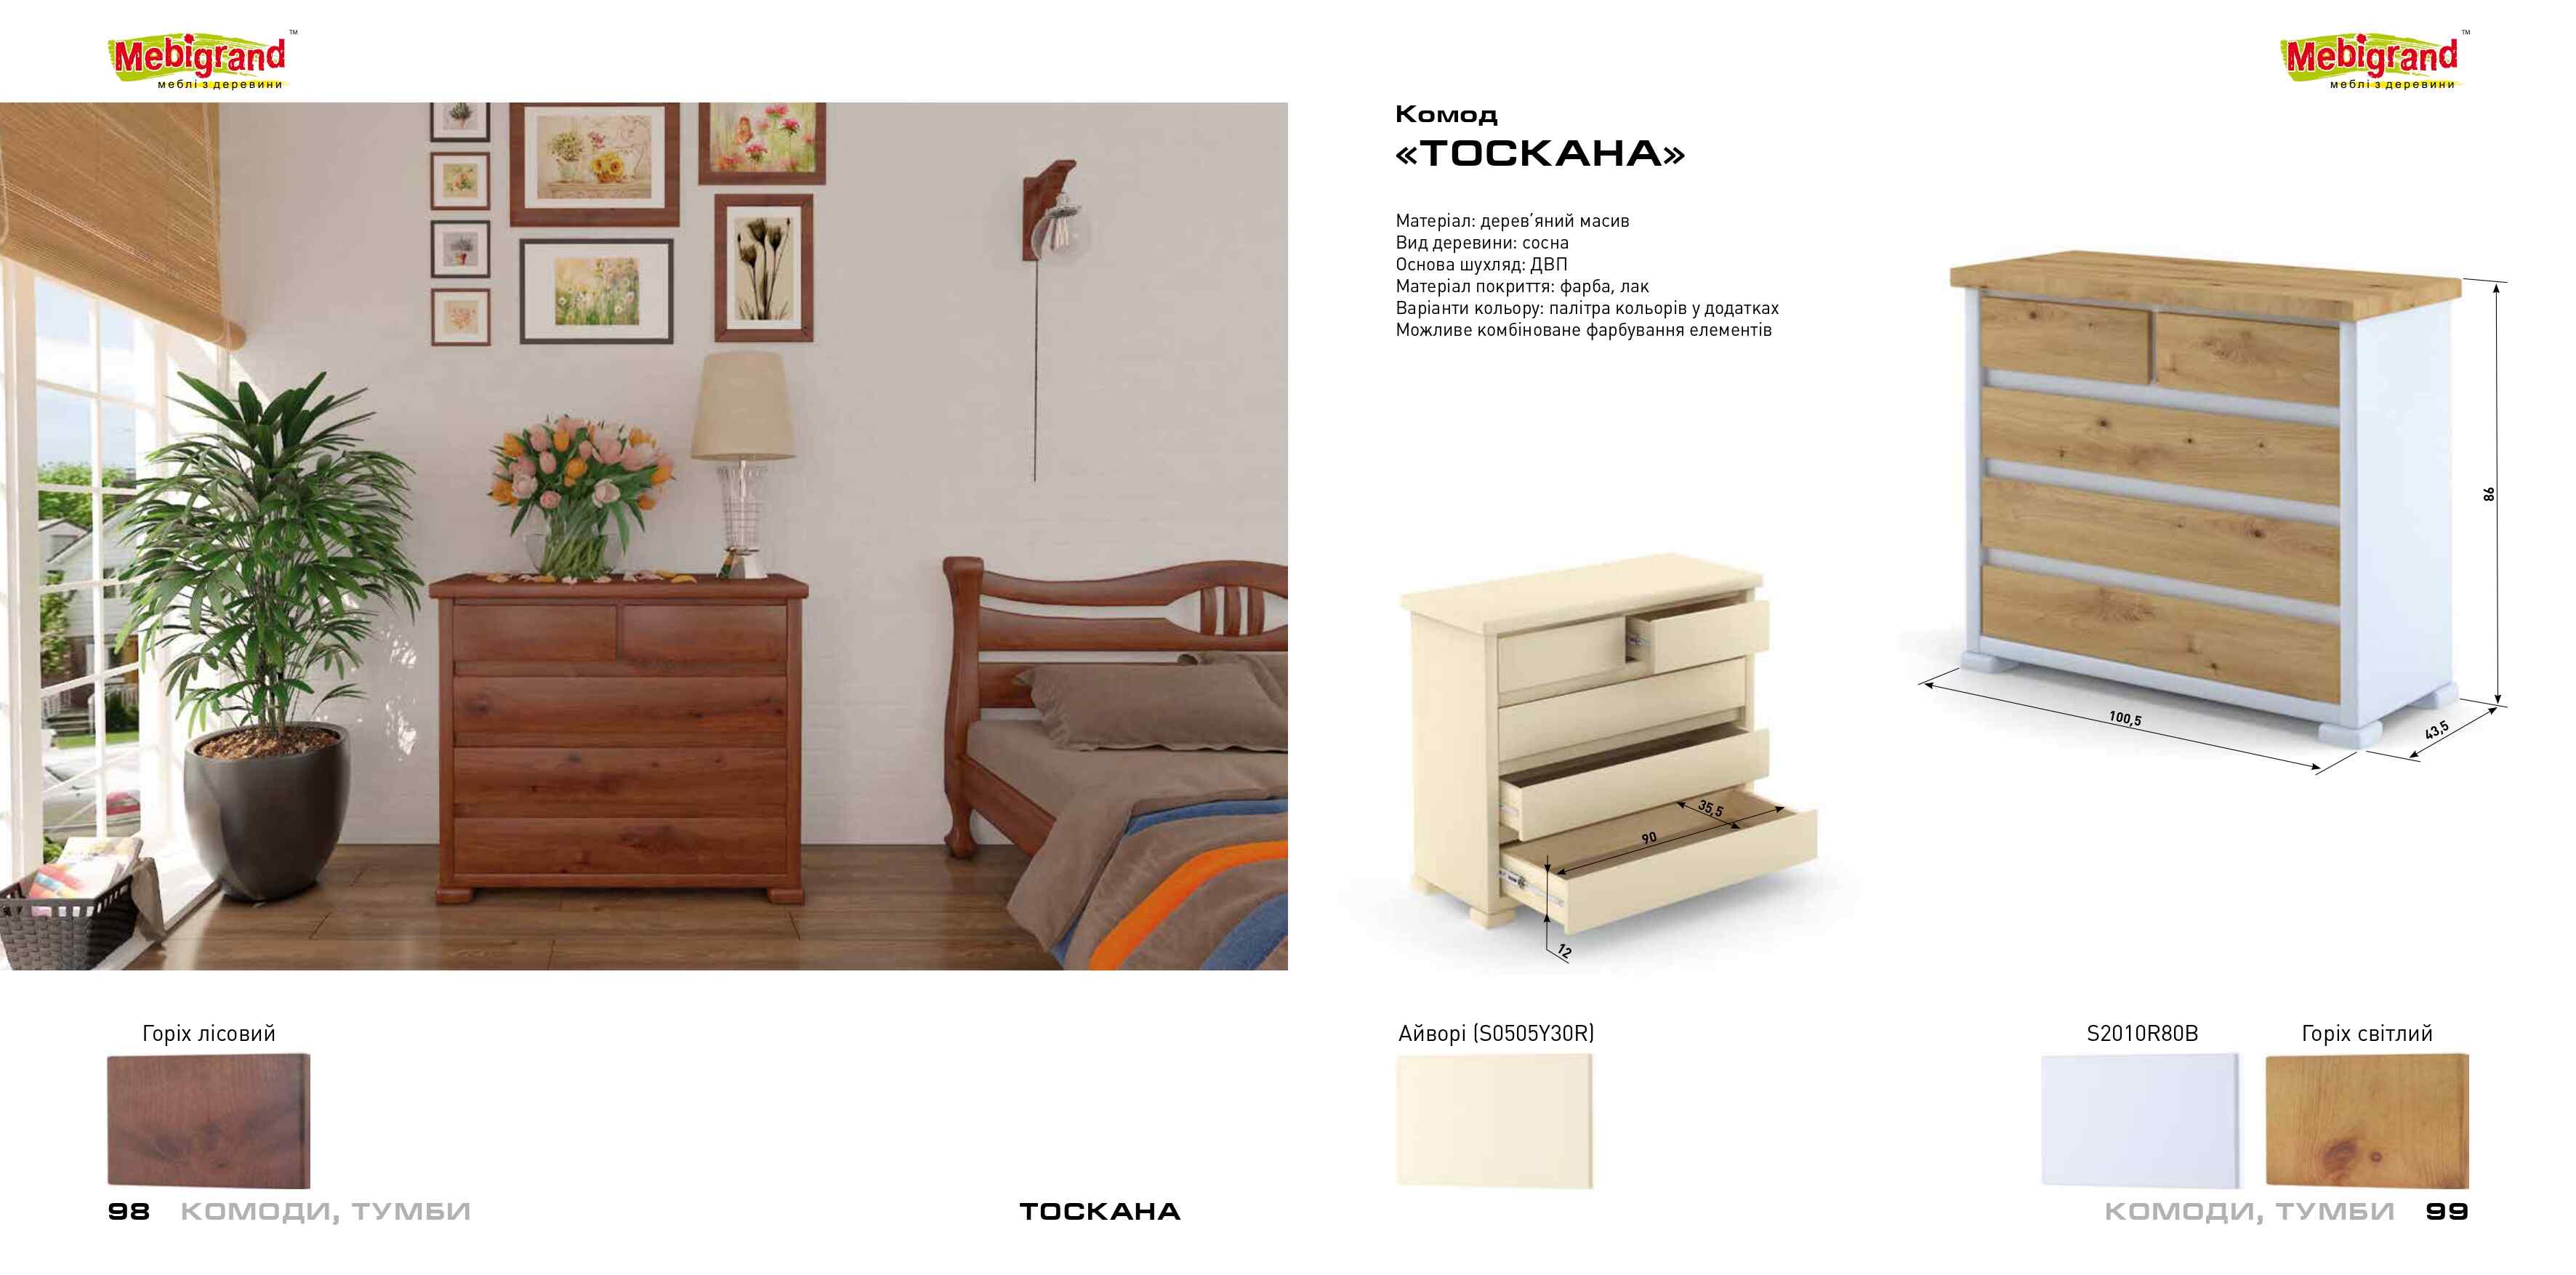 Mebigrand TM
меблі з деревини
Mebigrand TM
меблі з деревини
Комод
«ТОСКАНА»
Матеріал: дерев’яний масив
Вид деревини: сосна
Основа шухляд: ДВП
Матеріал покриття: фарба, лак
Варіанти кольору: палітра кольорів у додатках
Можливе комбіноване фарбування елементів
86
100,5
43,5
35,5
90
12
Горіх лісовий
Айворі (S0505Y30R)
S2010R80B
Горіх світлий
98 КОМОДИ, ТУМБИ
ТОСКАНА
КОМОДИ, ТУМБИ 99